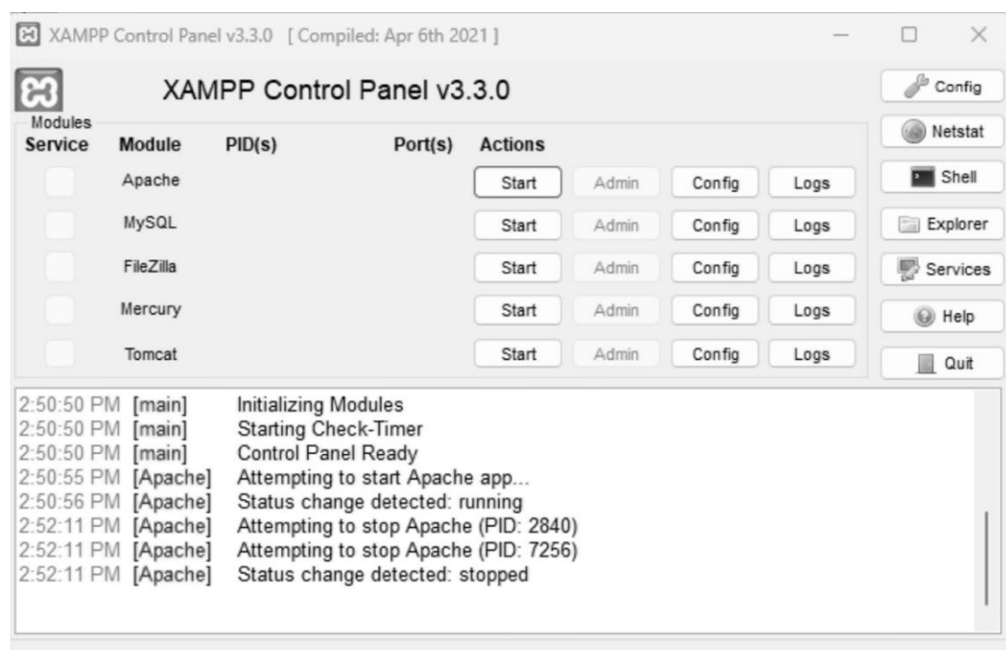 XAMPP Control Panel v3.3.0 [ Compiled: Apr 6th 2021 ]
XAMPP Control Panel v3.3.0
Config
Modules
Service Module PID(s) Port(s) Actions
Netstat
Apache Start Admin Config Logs
Shell
MySQL Start Admin Config Logs
Explorer
FileZilla Start Admin Config Logs
Services
Mercury Start Admin Config Logs
Help
Tomcat Start Admin Config Logs
Quit
2:50:50 PM [main] Initializing Modules
2:50:50 PM [main] Starting Check-Timer
2:50:50 PM [main] Control Panel Ready
2:50:55 PM [Apache] Attempting to start Apache app...
2:50:56 PM [Apache] Status change detected: running
2:52:11 PM [Apache] Attempting to stop Apache (PID: 2840)
2:52:11 PM [Apache] Attempting to stop Apache (PID: 7256)
2:52:11 PM [Apache] Status change detected: stopped